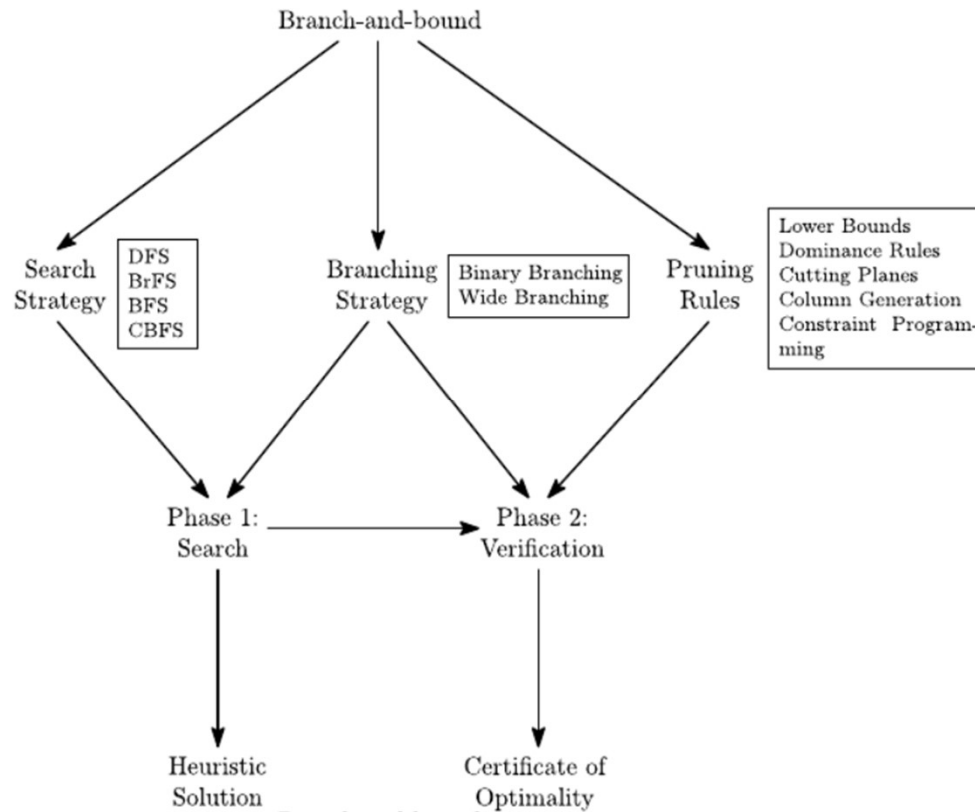 Branch-and-bound
Search
Strategy
DFS
BrFS
BFS
CBFS
Branching
Strategy
Binary Branching
Wide Branching
Pruning
Rules
Lower Bounds
Dominance Rules
Cutting Planes
Column Generation
Constraint Program-
ming
Phase 1:
Search
Phase 2:
Verification
Heuristic
Solution
Certificate of
Optimality